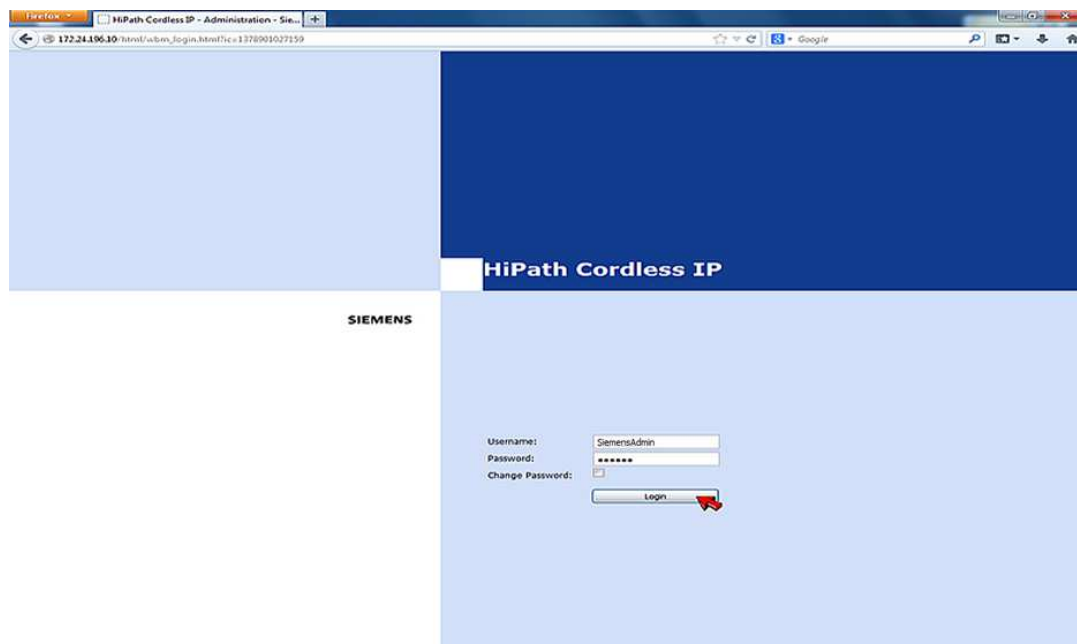 Firefox
HiPath Cordless IP - Administration - Sie...
172.24.196.10/html/wbm_login.html?ic=1378901027159
Google
HiPath Cordless IP
SIEMENS
Username: SiemensAdmin
Password: ••••••
Change Password:
Login